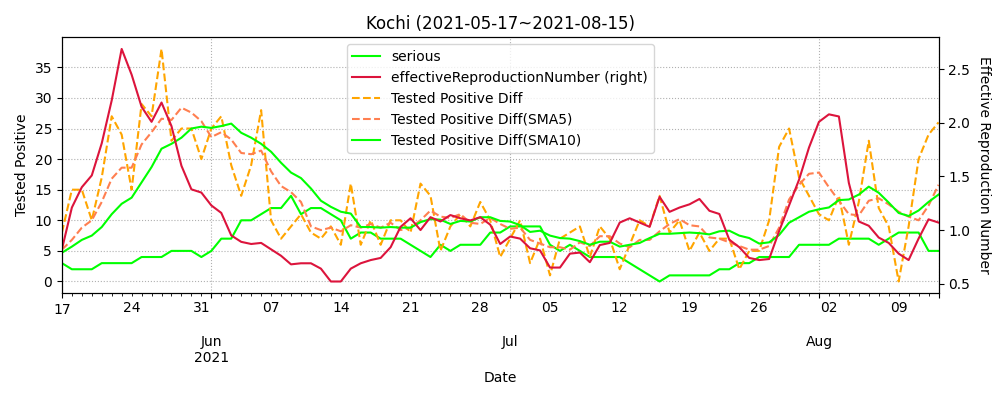 Kochi (2021-05-17~2021-08-15)
serious
effectiveReproductionNumber (right)
Tested Positive Diff
Tested Positive Diff(SMA5)
Tested Positive Diff(SMA10)
Tested Positive
35
30
25
20
15
10
5
0
Effective Reproduction Number
2.5
2.0
1.5
1.0
0.5
17 24 31 07 14 21 28 05 12 19 26 02 09
Jun Jul Aug
2021
Date